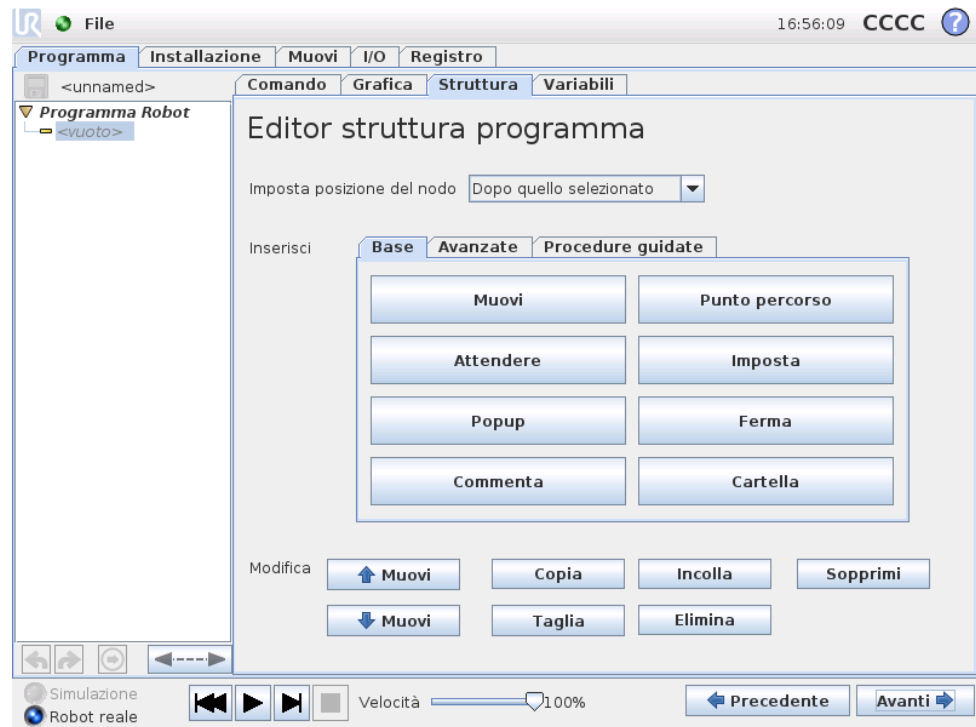 File 16:56:09 CCCC ?
Programma Installazione Muovi I/O Registro
<unnamed> Comando Grafica Struttura Variabili
Programma Robot
<vuoto>
Editor struttura programma
Imposta posizione del nodo Dopo quello selezionato
Inserisci Base Avanzate Procedure guidate
Muovi Punto percorso
Attendere Imposta
Popup Ferma
Commenta Cartella
Modifica Muovi Copia Incolla Sopprimi
Muovi Taglia Elimina
Simulazione
Robot reale
Velocità 100% Precedente Avanti